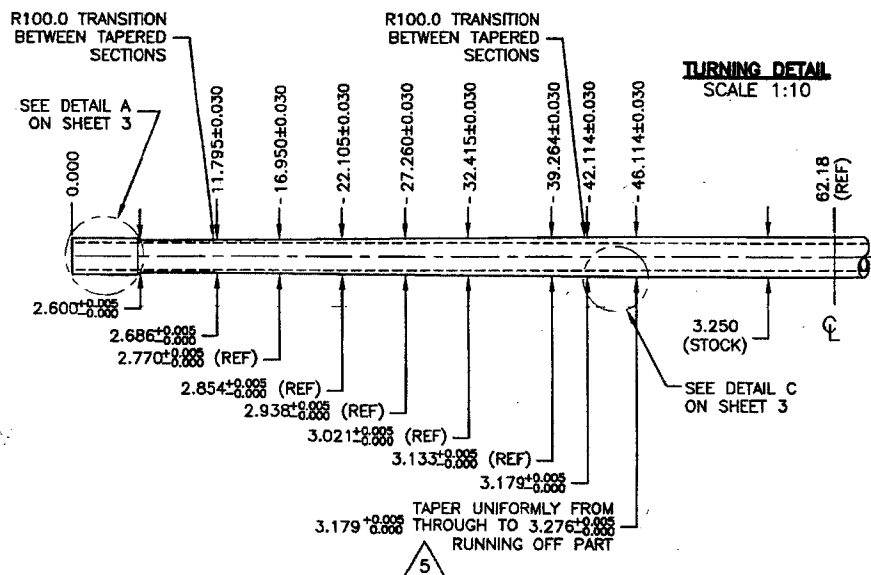 R100.0 TRANSITION
BETWEEN TAPERED
SECTIONS
R100.0 TRANSITION
BETWEEN TAPERED
SECTIONS
TURNING DETAIL
SCALE 1:10
SEE DETAIL A
ON SHEET 3
0.000
11.795±0.030
16.950±0.030
22.105±0.030
27.260±0.030
32.415±0.030
39.264±0.030
42.114±0.030
46.114±0.030
62.18
(REF)
2.600 +0.005 -0.000
2.686 +0.005 -0.000
2.770 +0.005 -0.000 (REF)
2.854 +0.005 -0.000 (REF)
2.938 +0.005 -0.000 (REF)
3.021 +0.005 -0.000 (REF)
3.133 +0.005 -0.000 (REF)
3.179 +0.005 -0.000
3.250
(STOCK)
℄
SEE DETAIL C
ON SHEET 3
TAPER UNIFORMLY FROM
3.179 +0.005 0.000 THROUGH TO 3.276 +0.005 -0.000
RUNNING OFF PART
5